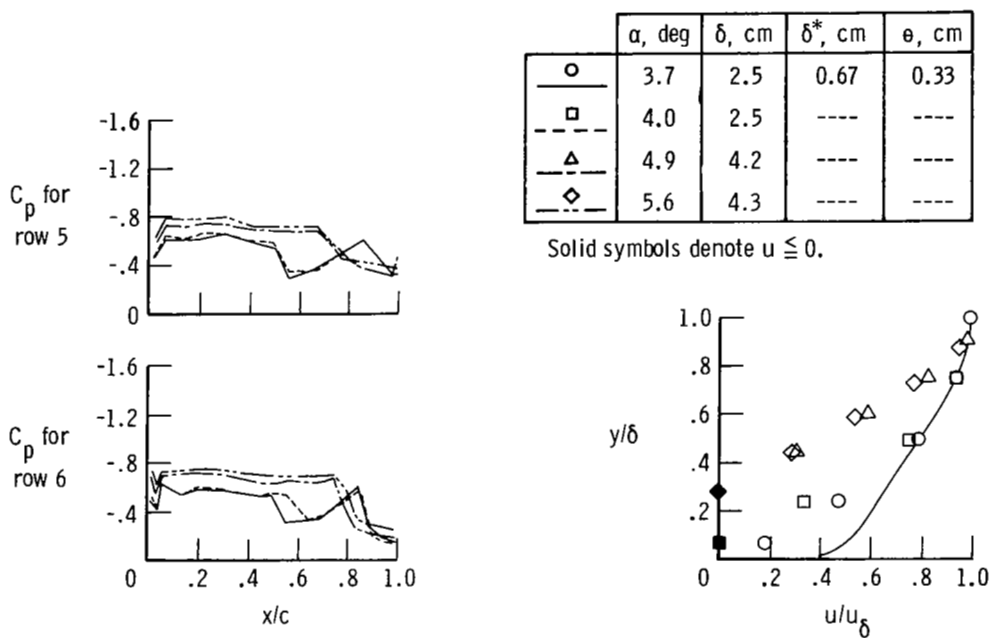 α, deg δ, cm δ*, cm θ, cm
3.7 2.5 0.67 0.33
4.0 2.5 ---- ----
4.9 4.2 ---- ----
5.6 4.3 ---- ----
Solid symbols denote u ≦ 0.
-1.6
-1.2
-.8
-.4
0
Cp for
row 5
-1.6
-1.2
-.8
-.4
0 .2 .4 .6 .8 1.0
Cp for
row 6
x/c
1.0
.8
.6
.4
.2
0 .2 .4 .6 .8 1.0
y/δ
u/uδ